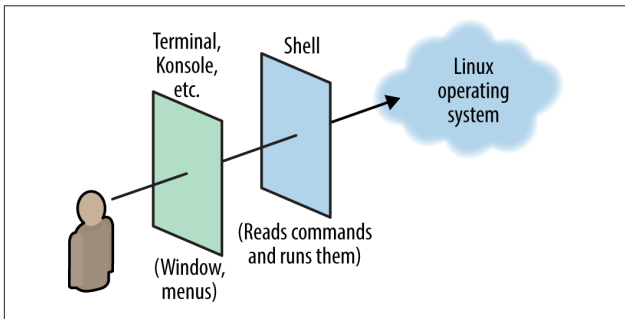 Terminal,
Konsole,
etc.
Shell
Linux
operating
system
(Window,
menus)
(Reads commands
and runs them)